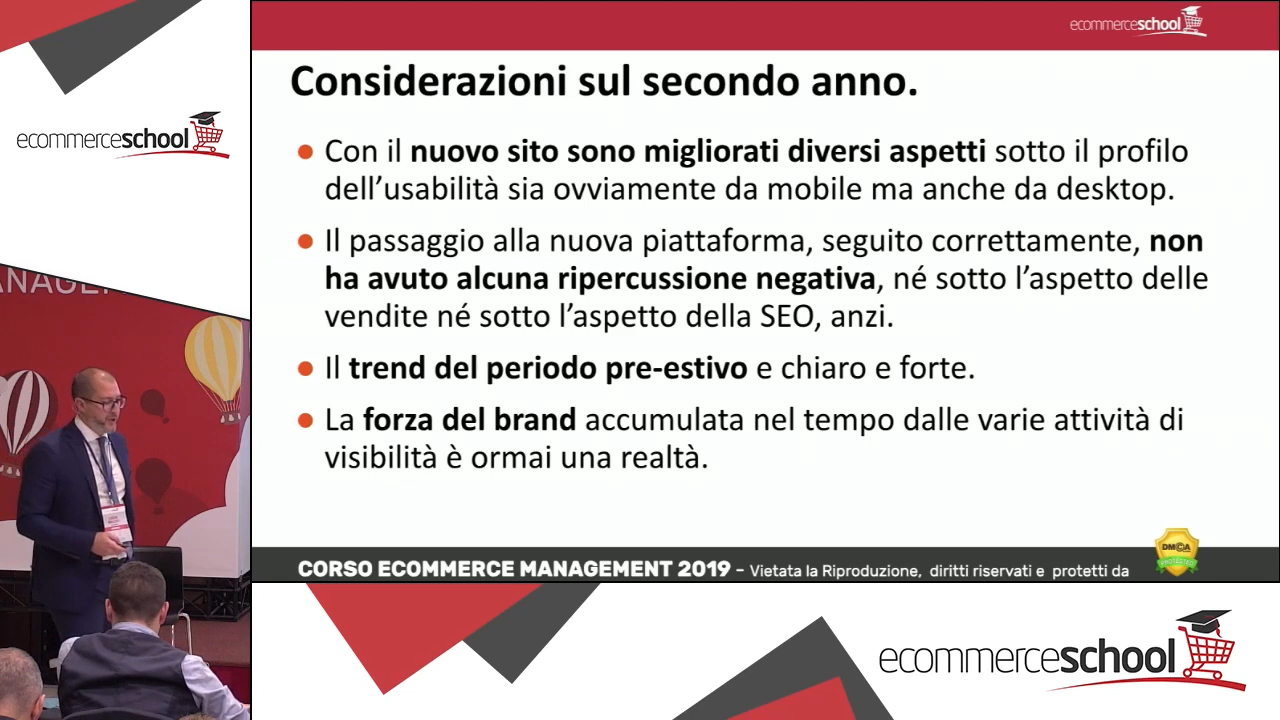 ecommerceschool
ecommerceschool
Considerazioni sul secondo anno.
Con il nuovo sito sono migliorati diversi aspetti sotto il profilo
dell’usabilità sia ovviamente da mobile ma anche da desktop.
Il passaggio alla nuova piattaforma, seguito correttamente, non
ha avuto alcuna ripercussione negativa, né sotto l’aspetto delle
vendite né sotto l’aspetto della SEO, anzi.
Il trend del periodo pre-estivo e chiaro e forte.
La forza del brand accumulata nel tempo dalle varie attività di
visibilità è ormai una realtà.
CORSO ECOMMERCE MANAGEMENT 2019 - Vietata la Riproduzione, diritti riservati e protetti da
DMCA
PROTECTED
ecommerceschool